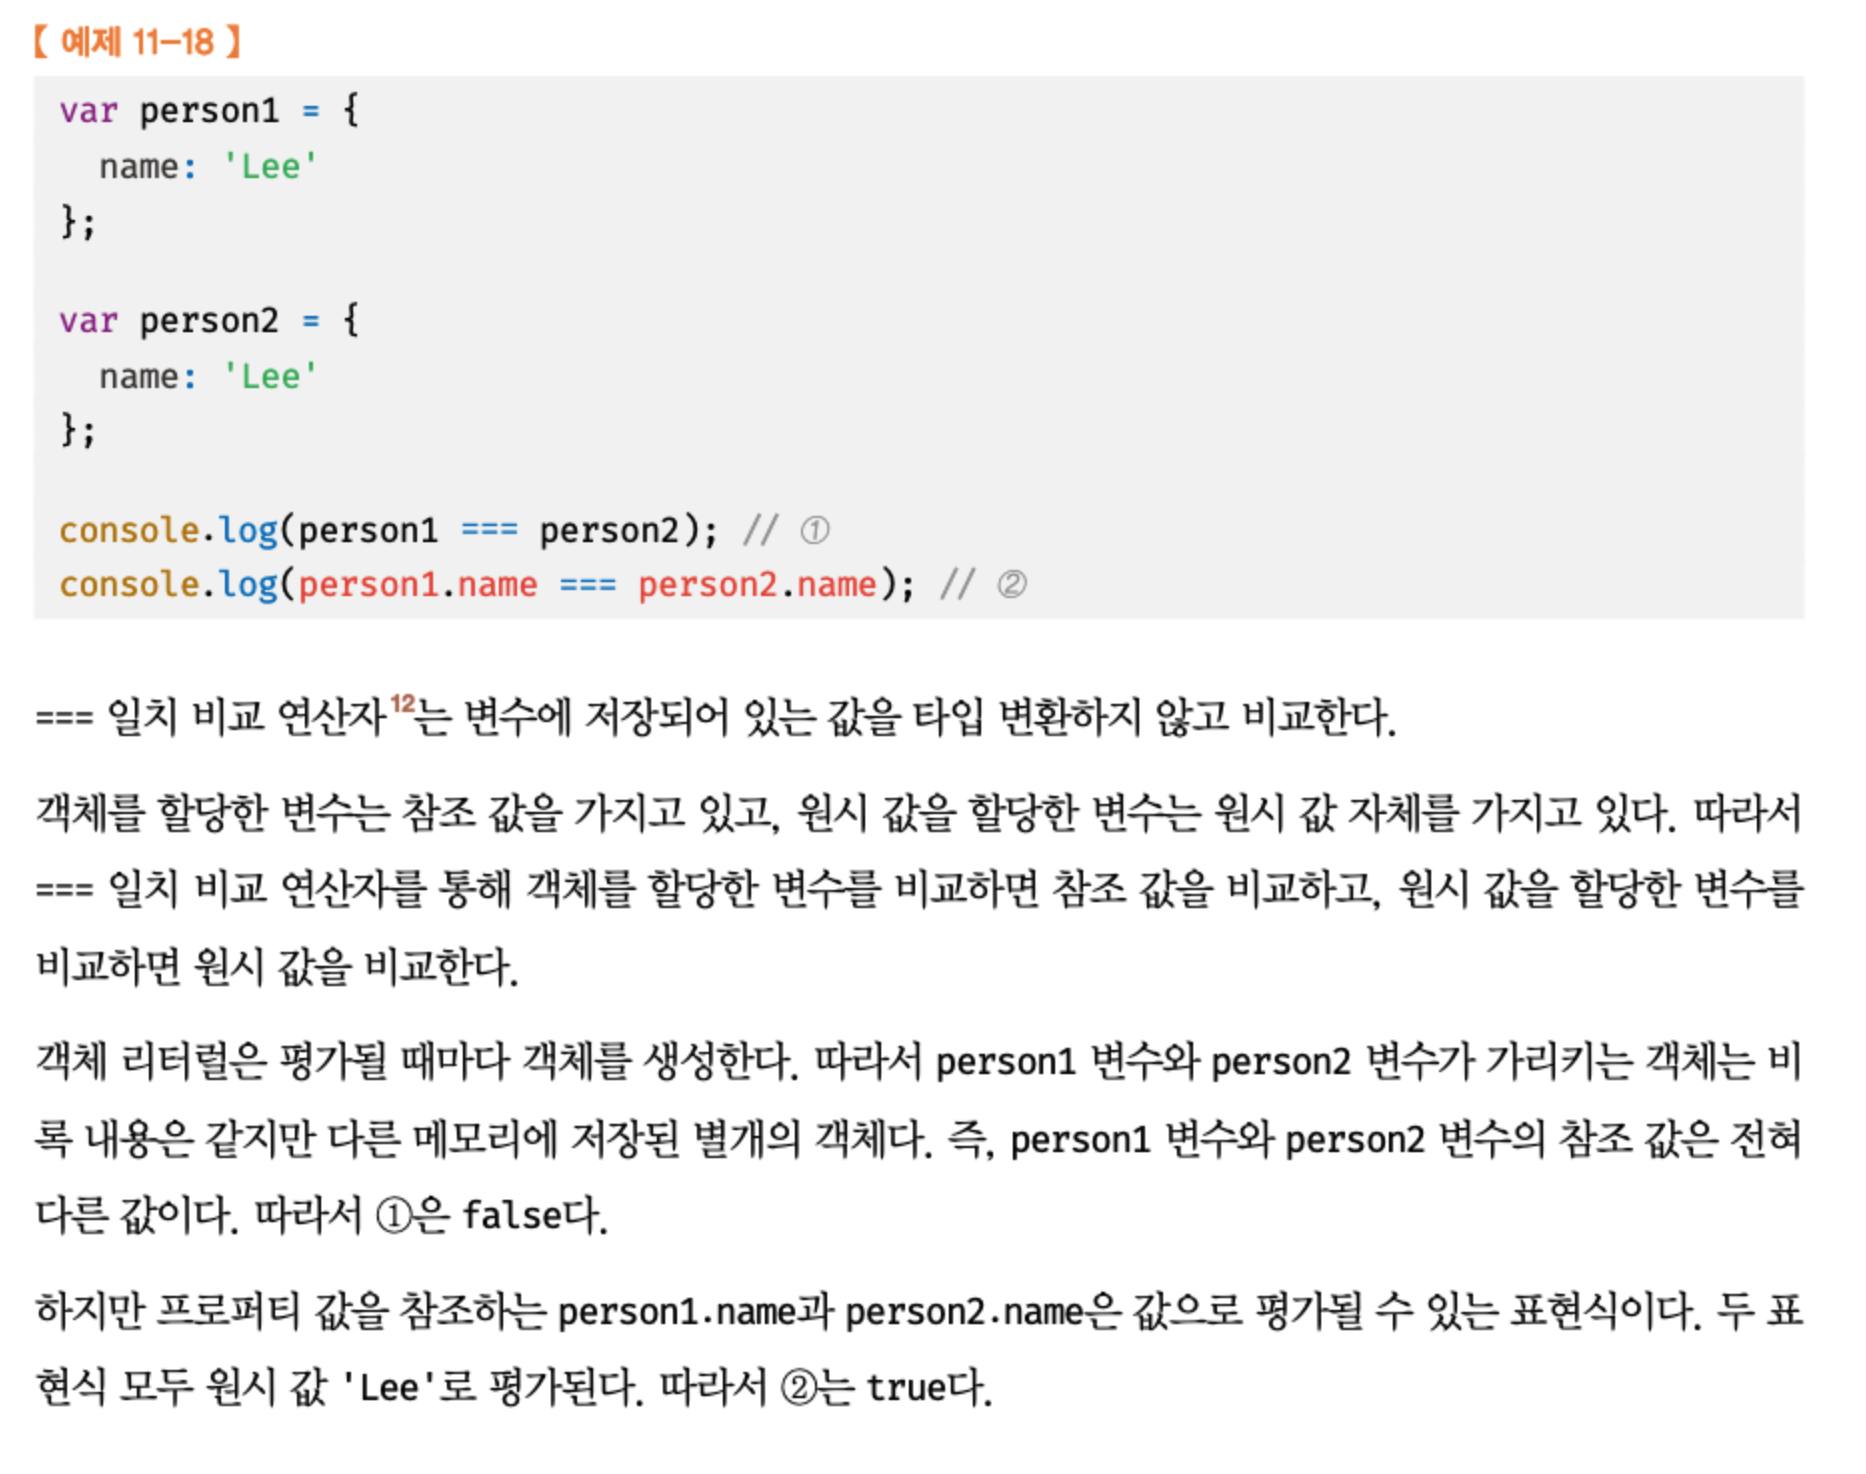 【 예제 11-18 】
var person1 = {
  name: 'Lee'
};

var person2 = {
  name: 'Lee'
};

console.log(person1 === person2); // ①
console.log(person1.name === person2.name); // ②
=== 일치 비교 연산자12는 변수에 저장되어 있는 값을 타입 변환하지 않고 비교한다.
객체를 할당한 변수는 참조 값을 가지고 있고, 원시 값을 할당한 변수는 원시 값 자체를 가지고 있다. 따라서
=== 일치 비교 연산자를 통해 객체를 할당한 변수를 비교하면 참조 값을 비교하고, 원시 값을 할당한 변수를
비교하면 원시 값을 비교한다.
객체 리터럴은 평가될 때마다 객체를 생성한다. 따라서 person1 변수와 person2 변수가 가리키는 객체는 비
록 내용은 같지만 다른 메모리에 저장된 별개의 객체다. 즉, person1 변수와 person2 변수의 참조 값은 전혀
다른 값이다. 따라서 ①은 false다.
하지만 프로퍼티 값을 참조하는 person1.name과 person2.name은 값으로 평가될 수 있는 표현식이다. 두 표
현식 모두 원시 값 'Lee'로 평가된다. 따라서 ②는 true다.